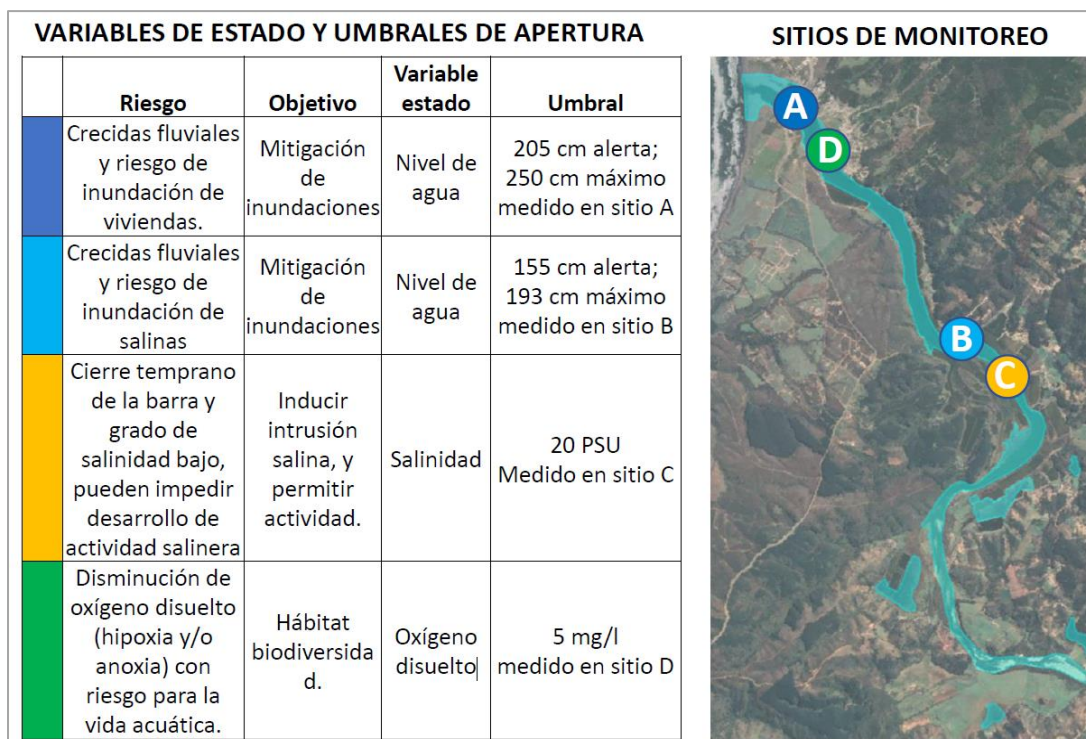 VARIABLES DE ESTADO Y UMBRALES DE APERTURA
Riesgo
Objetivo
Variable
estado
Umbral
Crecidas fluviales
y riesgo de
inundación de
viviendas.
Mitigación
de
inundaciones
Nivel de
agua
205 cm alerta;
250 cm máximo
medido en sitio A
Crecidas fluviales
y riesgo de
inundación de
salinas
Mitigación
de
inundaciones
Nivel de
agua
155 cm alerta;
193 cm máximo
medido en sitio B
Cierre temprano
de la barra y
grado de
salinidad bajo,
pueden impedir
desarrollo de
actividad salinera
Inducir
intrusión
salina, y
permitir
actividad.
Salinidad
20 PSU
Medido en sitio C
Disminución de
oxígeno disuelto
(hipoxia y/o
anoxia) con
riesgo para la
vida acuática.
Hábitat
biodiversida
d.
Oxígeno
disuelto
5 mg/l
medido en sitio D
SITIOS DE MONITOREO
A
D
B
C